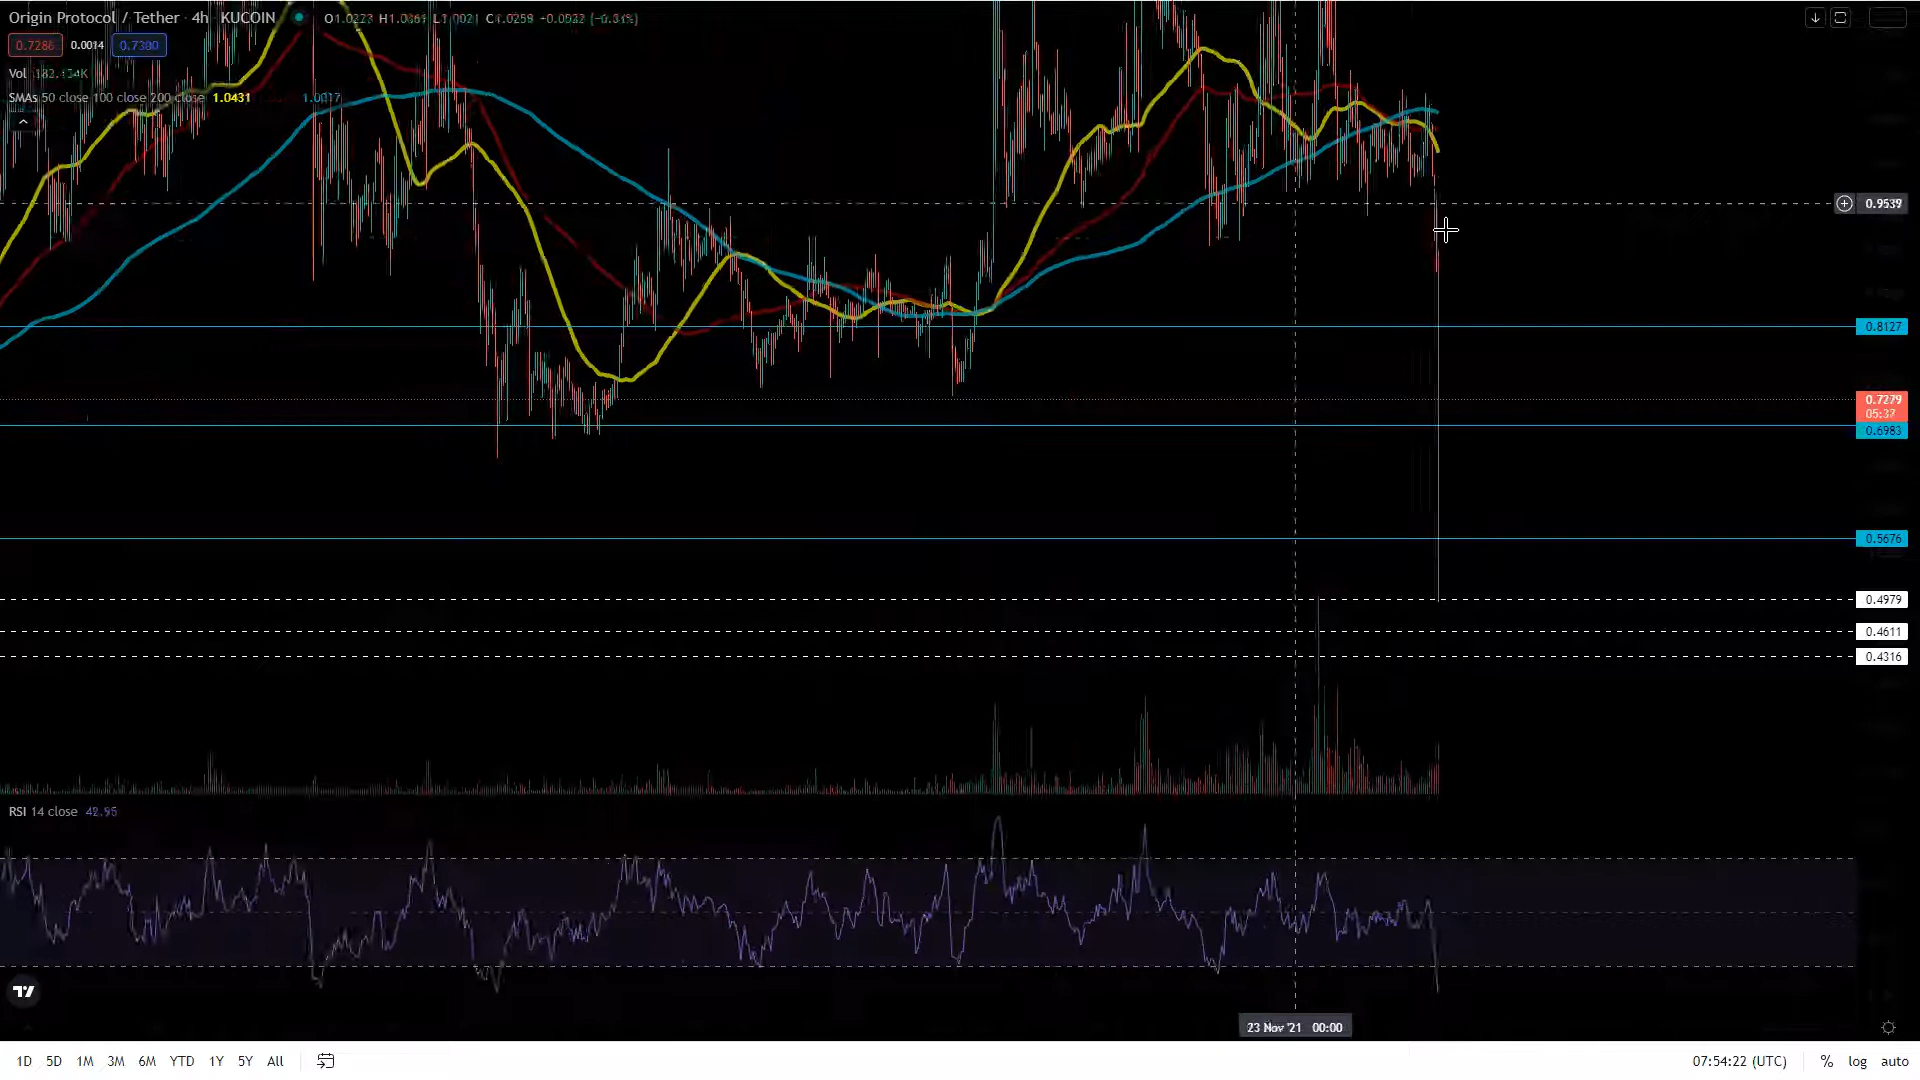 Origin Protocol / Tether · 4h · KUCOIN
0.7286 0.0014 0.7300
Vol
SMAs 50 close 100 close 200 close 1.0431
0.9539
0.8127
0.7279
05:37
0.6983
0.5676
0.4979
0.4611
0.4316
RSI 14 close 42.95
23 Nov '21 00:00
1D 5D 1M 3M 6M YTD 1Y 5Y All
07:54:22 (UTC) % log auto